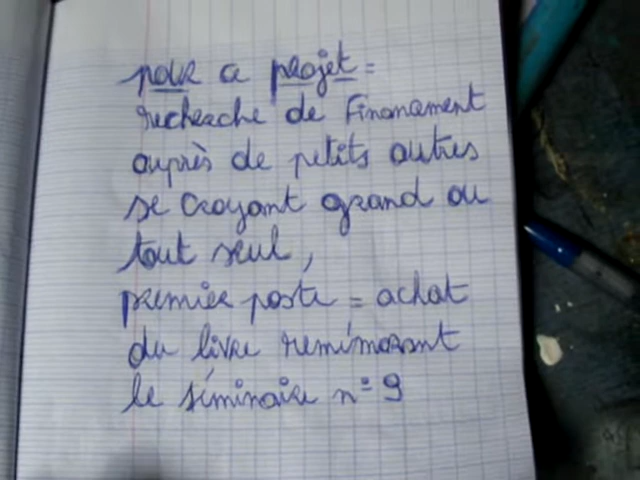 pour ce projet =
recherche de Financement
auprès de petits autres
se croyant grand ou
tout seul,
premier poste = achat
du livre remémorant
le séminaire n° 9